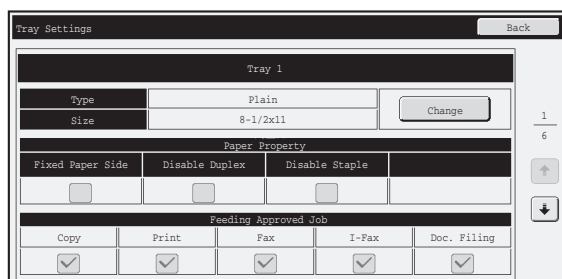 Tray Settings Back
Tray 1
Type Plain
Change
Size 8-1/2x11
1
6
Paper Property
Fixed Paper Side Disable Duplex Disable Staple
Feeding Approved Job
Copy Print Fax I-Fax Doc. Filing